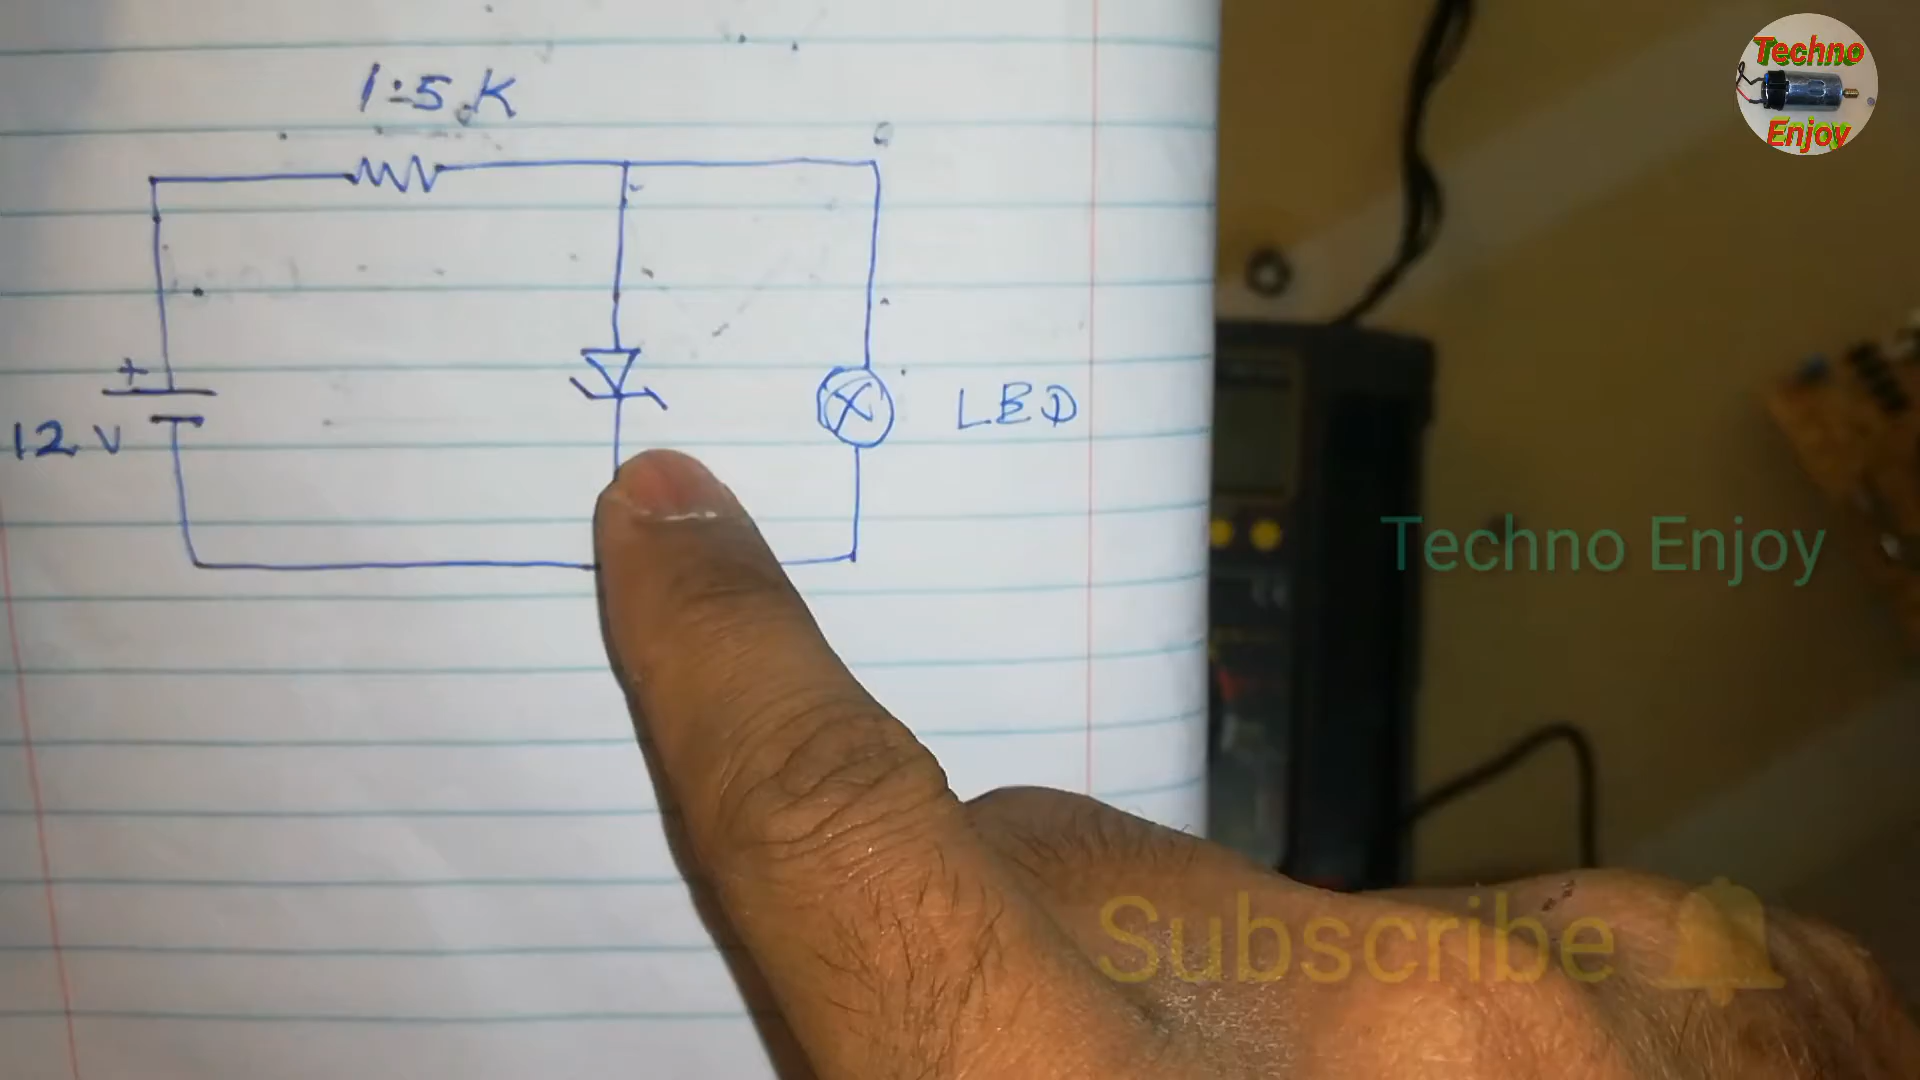 1.5 K
12 V
LED
Techno
Enjoy
Techno Enjoy
Subscribe